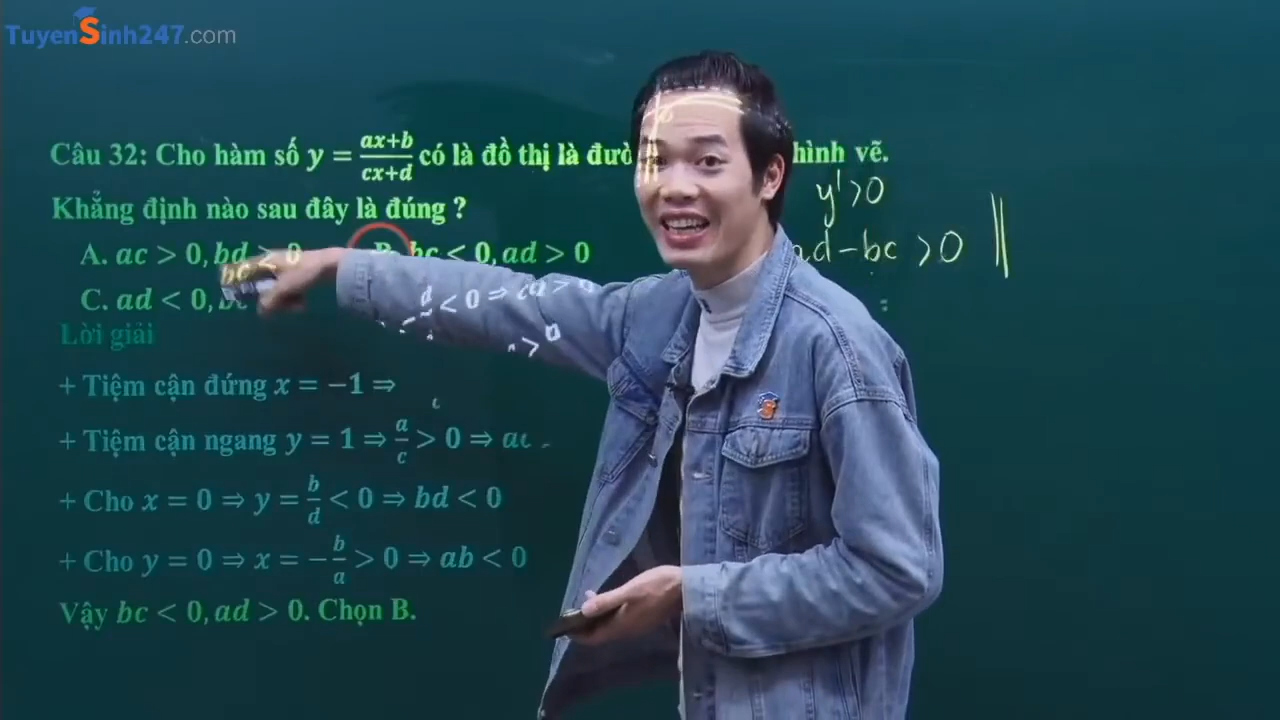 TuyenSinh247.com
Câu 32: Cho hàm số y = ax+b/cx+d có là đồ thị là hình vẽ.
y' > 0
Khẳng định nào sau đây là đúng ?
ad - bc > 0
A. ac > 0, bd > 0 B. bc < 0, ad > 0
C. ad < 0,
Lời giải
+ Tiệm cận đứng x = -1 ⇒
+ Tiệm cận ngang y = 1 ⇒ a/c > 0 ⇒
+ Cho x = 0 ⇒ y = b/d < 0 ⇒ bd < 0
+ Cho y = 0 ⇒ x = -b/a > 0 ⇒ ab < 0
Vậy bc < 0, ad > 0. Chọn B.